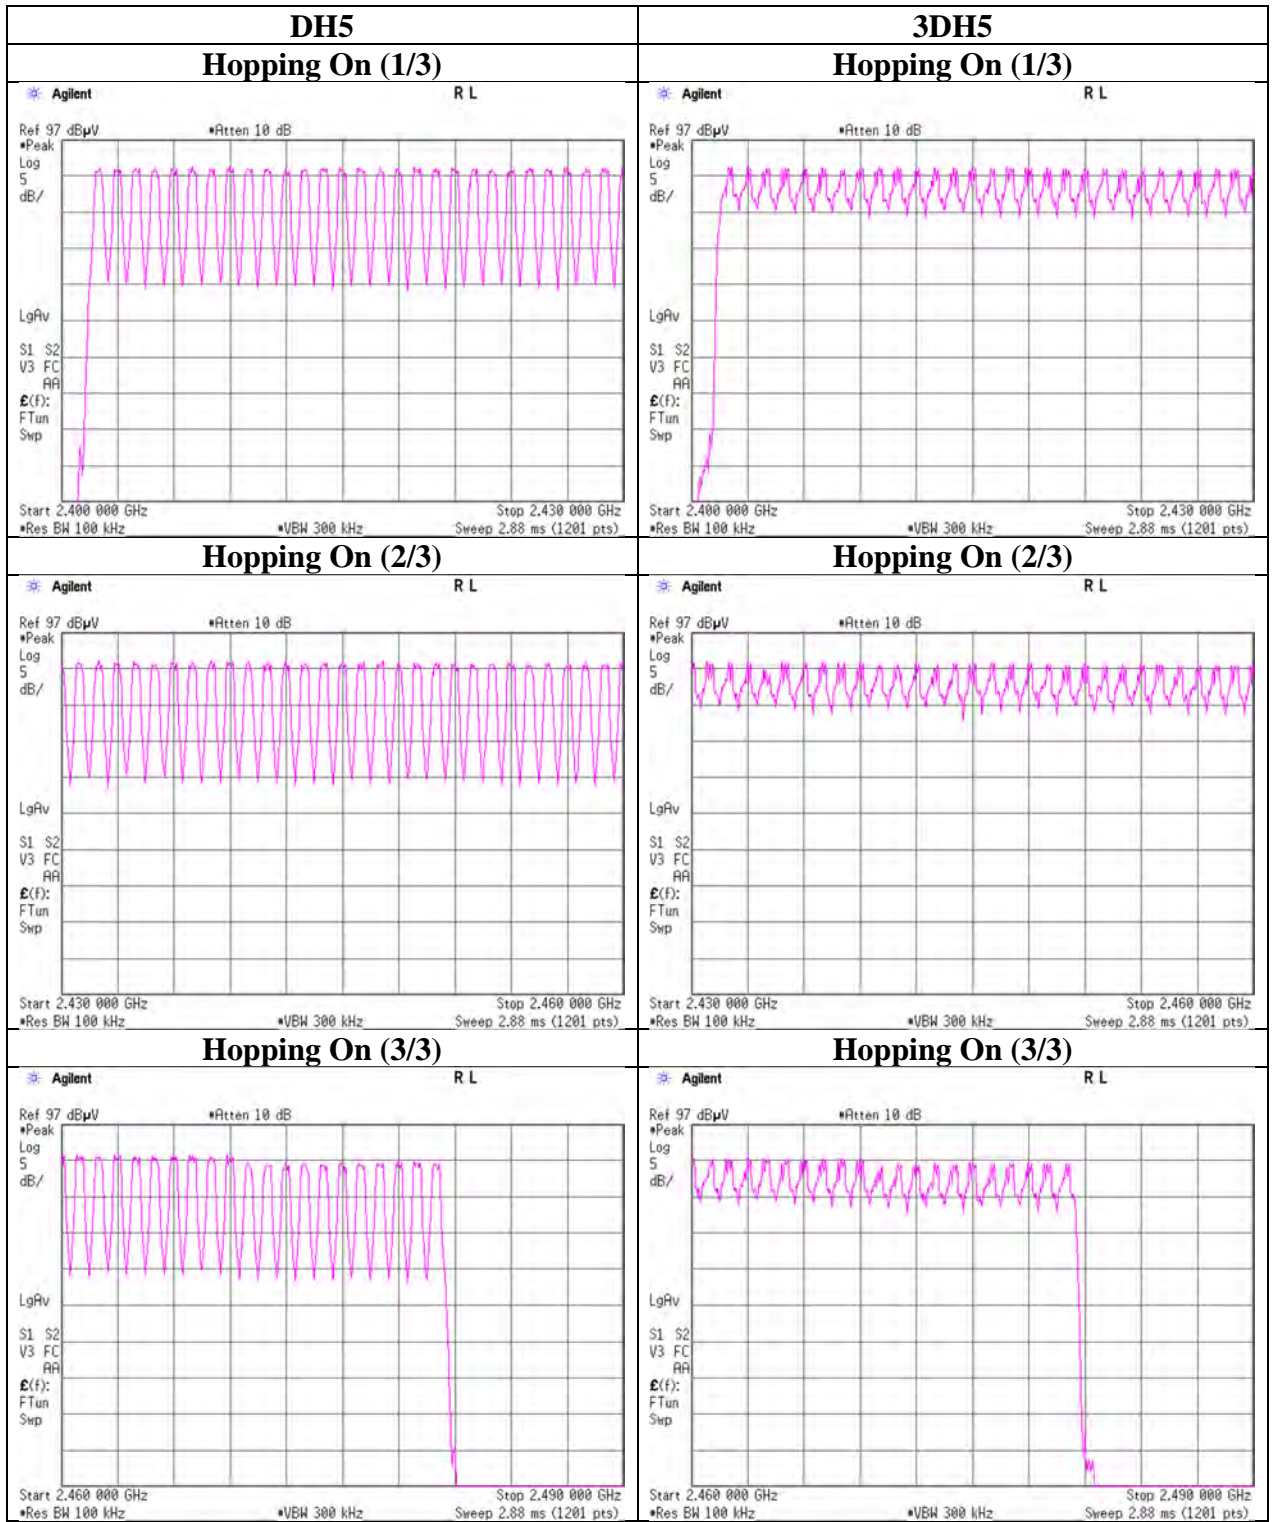 DH5
3DH5
Hopping On (1/3)
Hopping On (1/3)
Agilent R L
Ref 97 dBµV *Atten 10 dB
*Peak
Log
5
dB/
LgAv
S1 S2
V3 FC
AA
£(f):
FTun
Swp
Start 2.400 000 GHz Stop 2.430 000 GHz
*Res BW 100 kHz *VBW 300 kHz Sweep 2.88 ms (1201 pts)
Agilent R L
Ref 97 dBµV *Atten 10 dB
*Peak
Log
5
dB/
LgAv
S1 S2
V3 FC
AA
£(f):
FTun
Swp
Start 2.400 000 GHz Stop 2.430 000 GHz
*Res BW 100 kHz *VBW 300 kHz Sweep 2.88 ms (1201 pts)
Hopping On (2/3)
Hopping On (2/3)
Agilent R L
Ref 97 dBµV *Atten 10 dB
*Peak
Log
5
dB/
LgAv
S1 S2
V3 FC
AA
£(f):
FTun
Swp
Start 2.430 000 GHz Stop 2.460 000 GHz
*Res BW 100 kHz *VBW 300 kHz Sweep 2.88 ms (1201 pts)
Agilent R L
Ref 97 dBµV *Atten 10 dB
*Peak
Log
5
dB/
LgAv
S1 S2
V3 FC
AA
£(f):
FTun
Swp
Start 2.430 000 GHz Stop 2.460 000 GHz
*Res BW 100 kHz *VBW 300 kHz Sweep 2.88 ms (1201 pts)
Hopping On (3/3)
Hopping On (3/3)
Agilent R L
Ref 97 dBµV *Atten 10 dB
*Peak
Log
5
dB/
LgAv
S1 S2
V3 FC
AA
£(f):
FTun
Swp
Start 2.460 000 GHz Stop 2.490 000 GHz
*Res BW 100 kHz *VBW 300 kHz Sweep 2.88 ms (1201 pts)
Agilent R L
Ref 97 dBµV *Atten 10 dB
*Peak
Log
5
dB/
LgAv
S1 S2
V3 FC
AA
£(f):
FTun
Swp
Start 2.460 000 GHz Stop 2.490 000 GHz
*Res BW 100 kHz *VBW 300 kHz Sweep 2.88 ms (1201 pts)